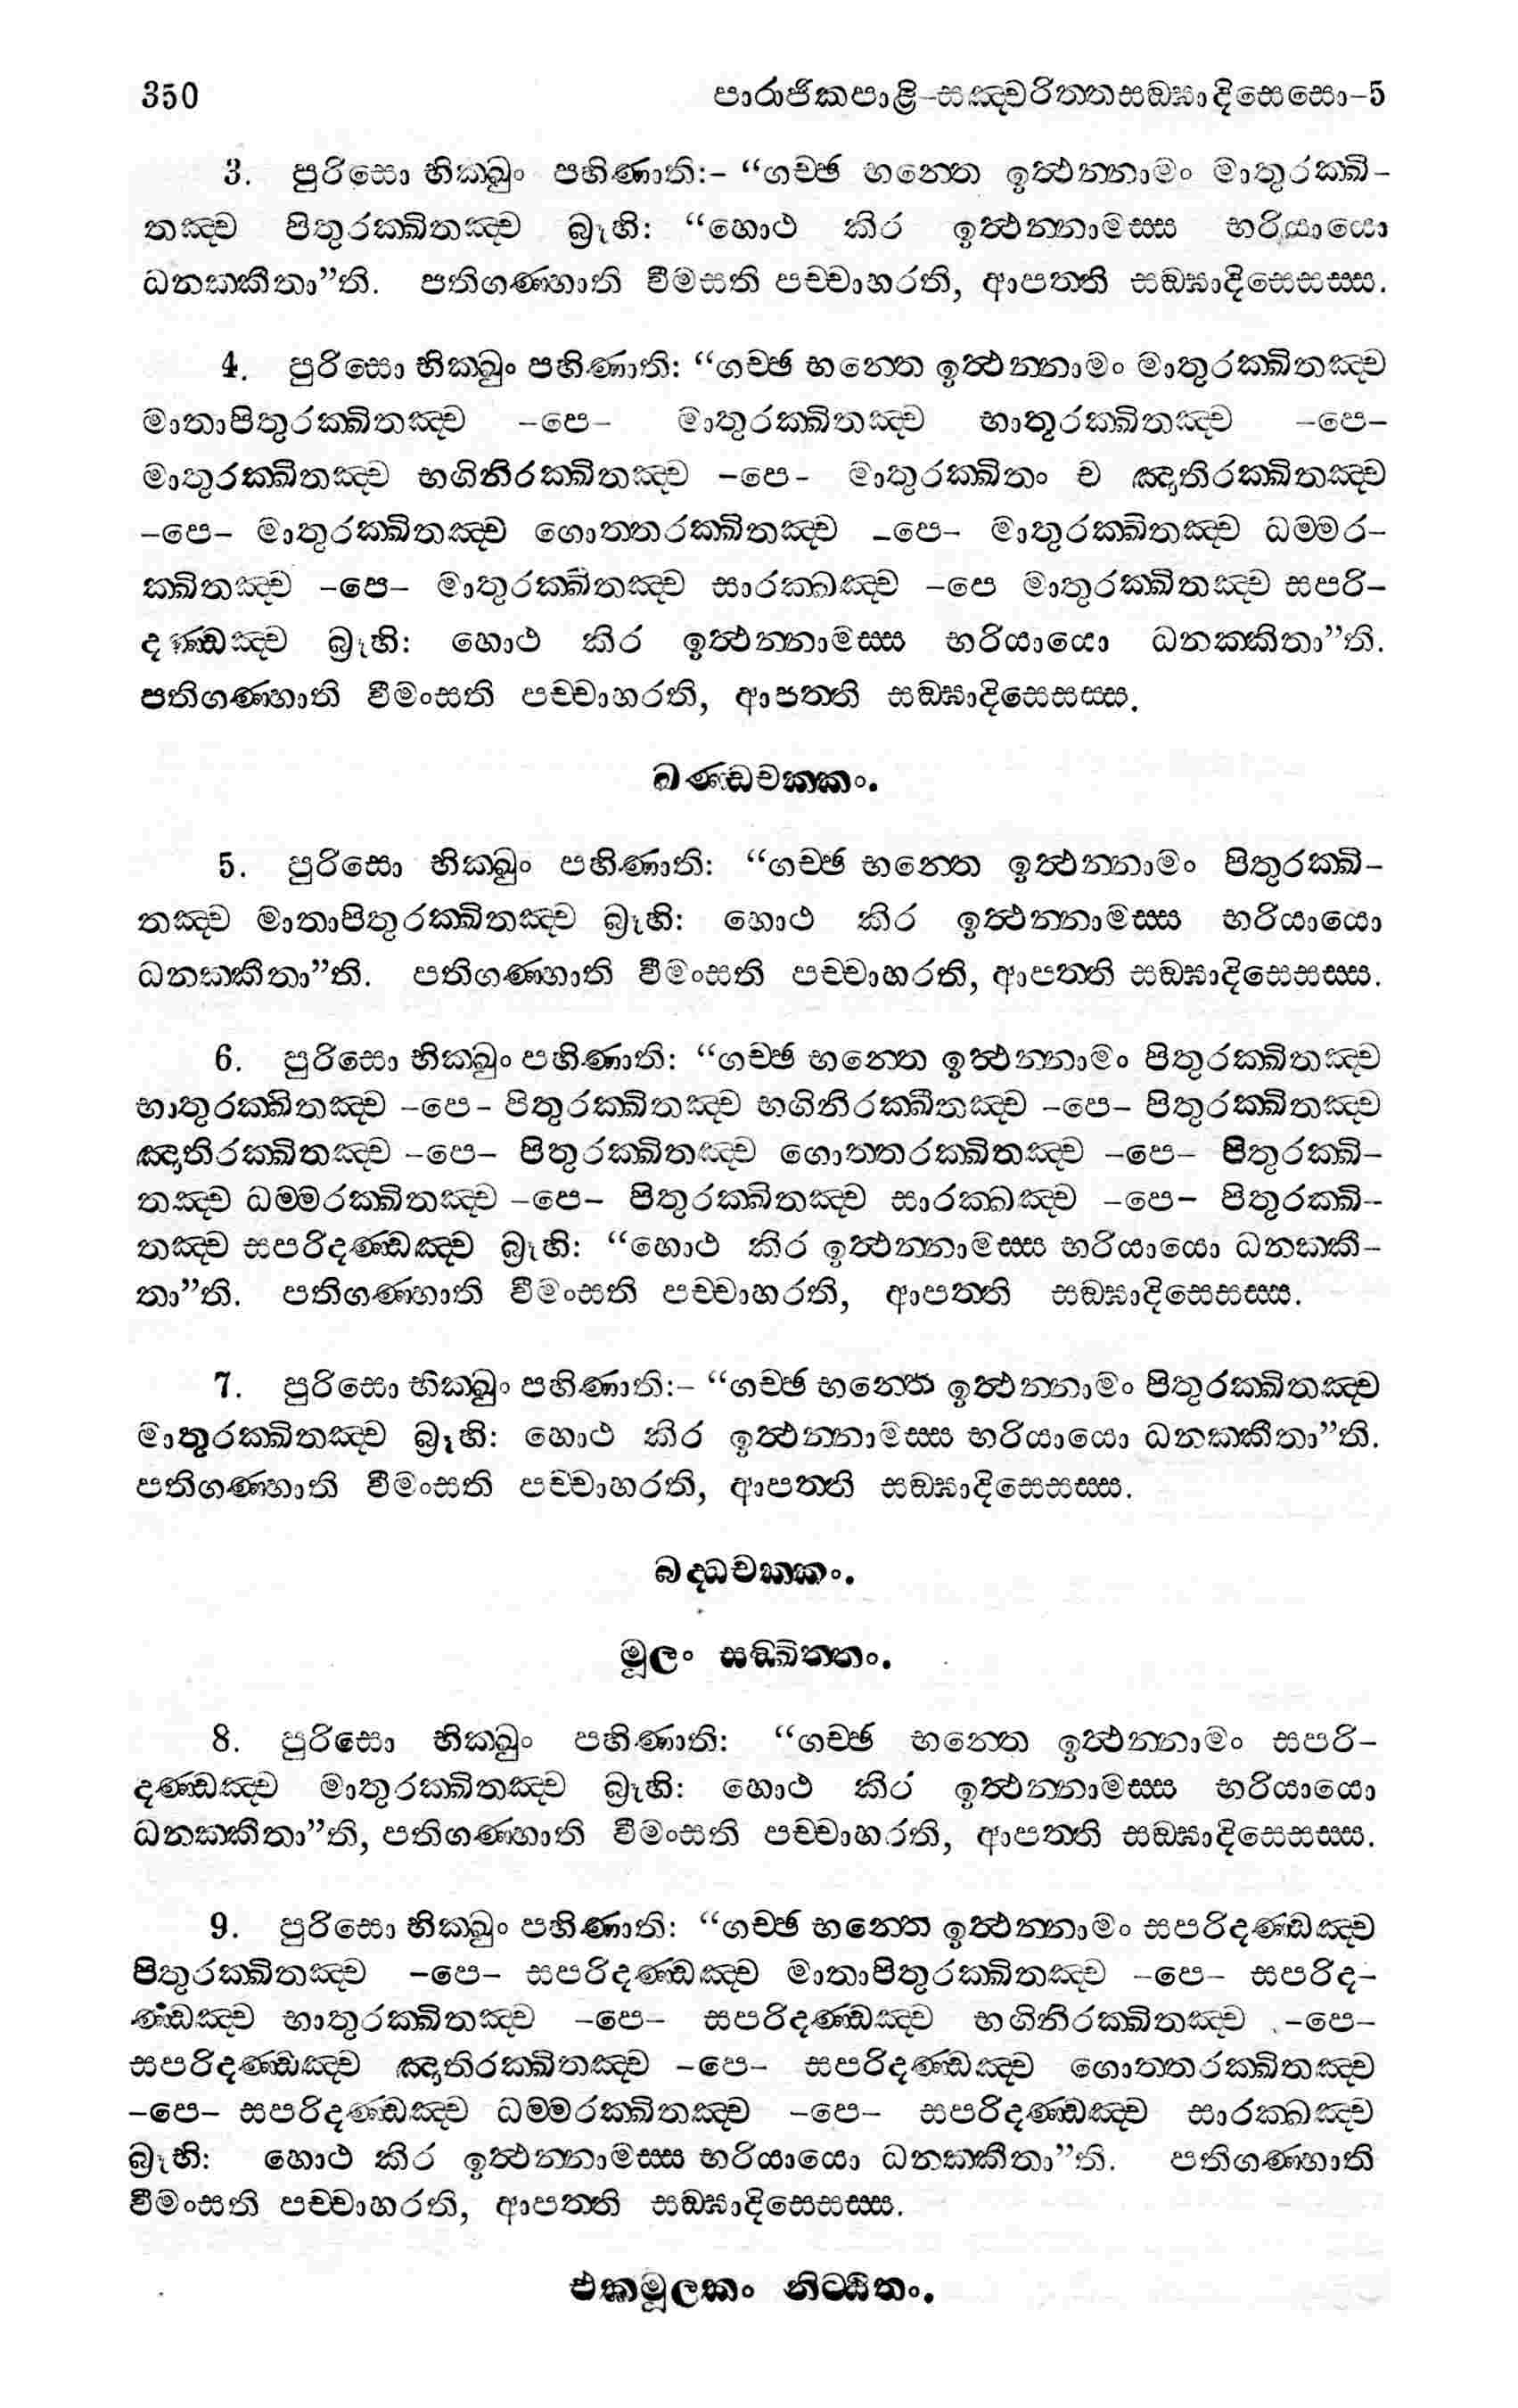 350 පාරාජිකපාළි–සඤ්චරිත්තසඞ්ඝාදිසෙසො–5
3. පුරිසො භික්ඛුං පහිණාති:– “ගච්ඡ භන්තෙ ඉත්ථන්නාමං මාතුරක්ඛි–
තඤ්ච පිතුරක්ඛිතඤ්ච බ්‍රූහි: “හොථ කිර ඉත්ථන්නාමස්ස භරියායො
ධනක්කීතා”ති. පතිගණ්හාති වීමසති පච්චාහරති, ආපත්ති සඞ්ඝාදිසෙසස්ස.
4. පුරිසො භික්ඛුං පහිණාති: “ගච්ඡ භන්තෙ ඉත්ථන්නාමං මාතුරක්ඛිතඤ්ච
මාතාපිතුරක්ඛිතඤ්ච –පෙ– මාතුරක්ඛිතඤ්ච භාතූරක්ඛිතඤ්ච –පෙ–
මාතුරක්ඛිතඤ්ච භගිනිරක්ඛිතඤ්ච –පෙ– මාතුරක්ඛිතං ච ඤාතිරක්ඛිතඤ්ච
–පෙ– මාතුරක්ඛිතඤ්ච ගොත්තරක්ඛිතඤ්ච –පෙ– මාතුරක්ඛිතඤ්ච ධම්මර–
ක්ඛිතඤ්ච –පෙ– මාතුරක්ඛිතඤ්ච සාරක්ඛඤ්ච –පෙ මාතුරක්ඛිතඤ්ච සපරි–
දණ්ඩඤ්ච බ්‍රූහි: හොථ කිර ඉත්ථන්නාමස්ස භරියායො ධනක්කිතා”ති.
පතිගණ්හාති වීමංසති පච්චාහරති, ආපත්ති සඞ්ඝාදිසෙසස්ස.
ඛණ්ඩචක්කං.
5. පුරිසො භික්ඛුං පහිණාති: “ගච්ඡ භන්තෙ ඉත්ථන්නාමං පිතුරක්ඛි–
තඤ්ච මාතාපිතුරක්ඛිතඤ්ච බ්‍රූහි: හොථ කිර ඉත්ථන්නාමස්ස භරියායො
ධනක්කීතා”ති. පතිගණ්හාති වීමංසති පච්චාහරති, ආපත්ති සඞ්ඝාදිසෙසස්ස.
6. පුරිසො භික්ඛුං පහිණාති: “ගච්ඡ භන්තෙ ඉත්ථන්නාමං පිතුරක්ඛිතඤ්ච
භාතුරක්ඛිතඤ්ච –පෙ– පිතුරක්ඛිතඤ්ච භගිනිරක්ඛිතඤ්ච –පෙ– පිතුරක්ඛිතඤ්ච
ඤාතිරක්ඛිතඤ්ච –පෙ– පිතුරක්ඛිතඤ්ච ගොත්තරක්ඛිතඤ්ච –පෙ– පිතුරක්ඛි–
තඤ්ච ධම්මරක්ඛිතඤ්ච –පෙ– පිතුරක්ඛිතඤ්ච සාරක්ඛඤ්ච –පෙ– පිතුරක්ඛි–
තඤ්ච සපරිදණ්ඩඤ්ච බ්‍රූහි: “හොථ කිර ඉත්ථන්නාමස්ස භරියායො ධනක්කී–
තා”ති. පතිගණ්හාති වීමංසති පච්චාහරති, ආපත්ති සඞ්ඝාදිසෙසස්ස.
7. පුරිසො භික්ඛුං පහිණාති:– “ගච්ඡ භන්තෙ ඉත්ථන්නාමං පිතුරක්ඛිතඤ්ච
මාතුරක්ඛිතඤ්ච බ්‍රූහි: හොථ කිර ඉත්ථන්නාමස්ස භරියායො ධනක්කීතා”ති.
පතිගණ්හාති වීමංසති පච්චාහරති, ආපත්ති සඞ්ඝාදිසෙසස්ස.
බද්ධචක්කං.
මූලං සඞ්ඛිත්තං.
8. පුරිසො භික්ඛුං පහිණාති: “ගච්ඡ භන්තෙ ඉත්ථන්නාමං සපරි–
දණ්ඩඤ්ච මාතුරක්ඛිතඤ්ච බ්‍රූහි: හොථ කිර ඉත්ථන්නාමස්ස භරියායො
ධනක්කිතා”ති, පතිගණ්හාති වීමංසති පච්චාහරති, ආපත්ති සඞ්ඝාදිසෙසස්ස.
9. පුරිසො භික්ඛුං පහිණාති: “ගච්ඡ භන්තෙ ඉත්ථන්නාමං සපරිදණ්ඩඤ්ච
පිතුරක්ඛිතඤ්ච –පෙ– සපරිදණ්ඩඤ්ච මාතාපිතුරක්ඛිතඤ්ච –පෙ– සපරිද–
ණ්ඩඤ්ච භාතුරක්ඛිතඤ්ච –පෙ– සපරිදණ්ඩඤ්ච භගිනිරක්ඛිතඤ්ච –පෙ–
සපරිදණ්ඩඤ්ච ඤාතිරක්ඛිතඤ්ච –පෙ– සපරිදණ්ඩඤ්ච ගොත්තරක්ඛිතඤ්ච
–පෙ– සපරිදණ්ඩඤ්ච ධම්මරක්ඛිතඤ්ච –පෙ– සපරිදණ්ඩඤ්ච සාරක්ඛඤ්ච
බ්‍රූහි: හොථ කිර ඉත්ථන්නාමස්ස භරියායො ධනක්කීතා”ති. පතිගණ්හාති
වීමංසති පච්චාහරති, ආපත්ති සඞ්ඝාදිසෙසස්ස.
එකමූලකං නිට්ඨිතං.